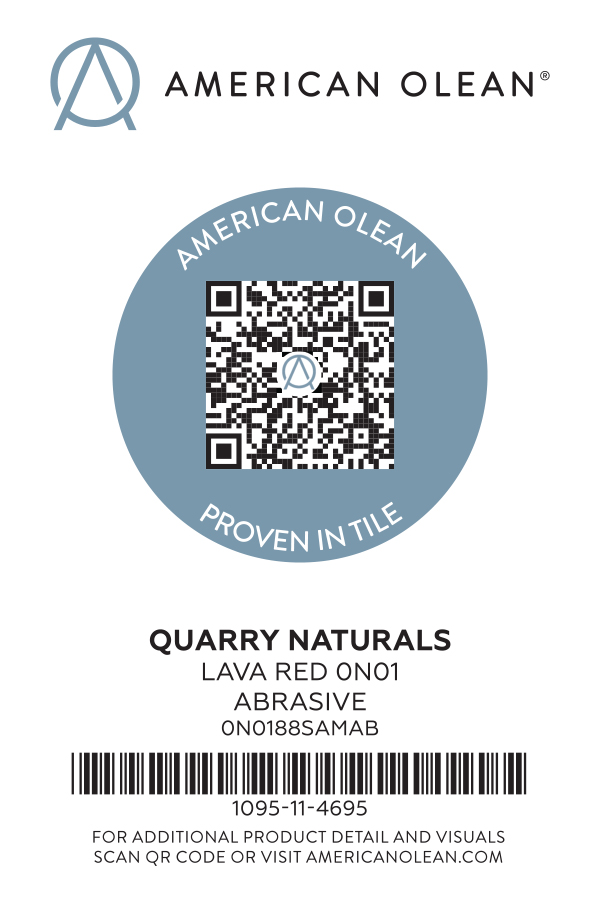 AMERICAN OLEAN®
AMERICAN OLEAN
PROVEN IN TILE
QUARRY NATURALS
LAVA RED 0N01
ABRASIVE
0N0188SAMAB
1095-11-4695
FOR ADDITIONAL PRODUCT DETAIL AND VISUALS
SCAN QR CODE OR VISIT AMERICANOLEAN.COM